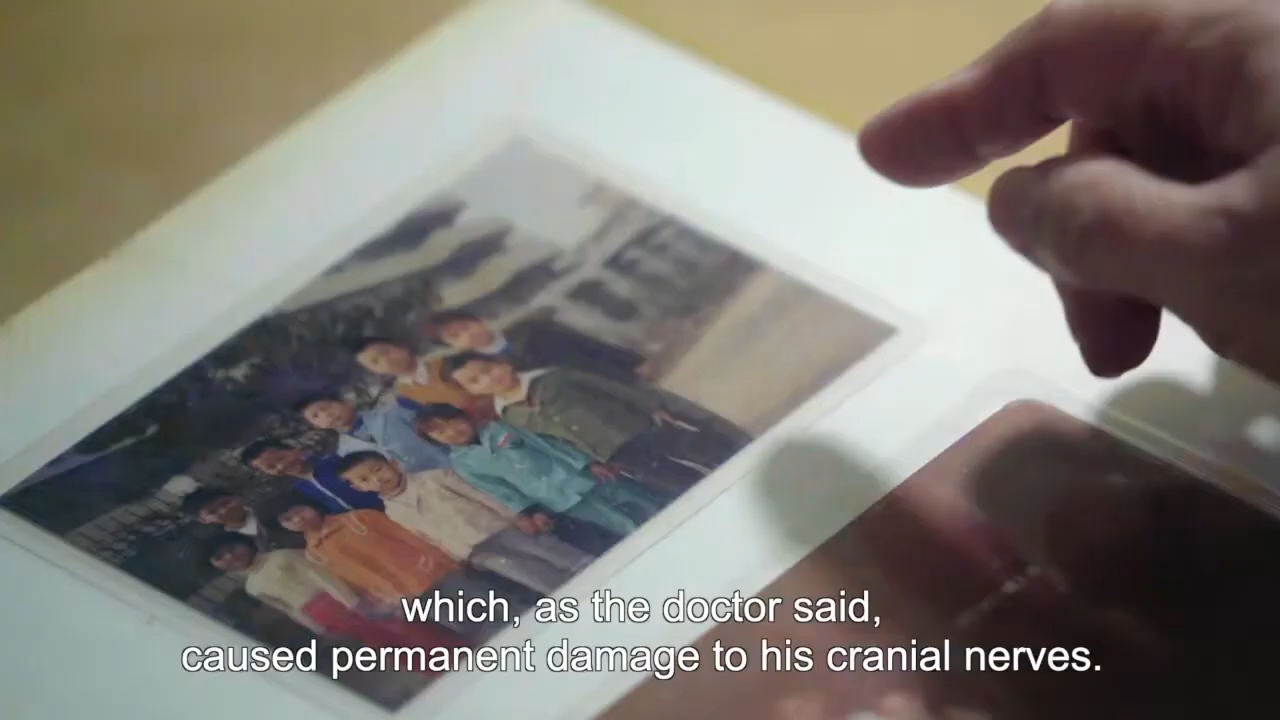 which, as the doctor said,
caused permanent damage to his cranial nerves.